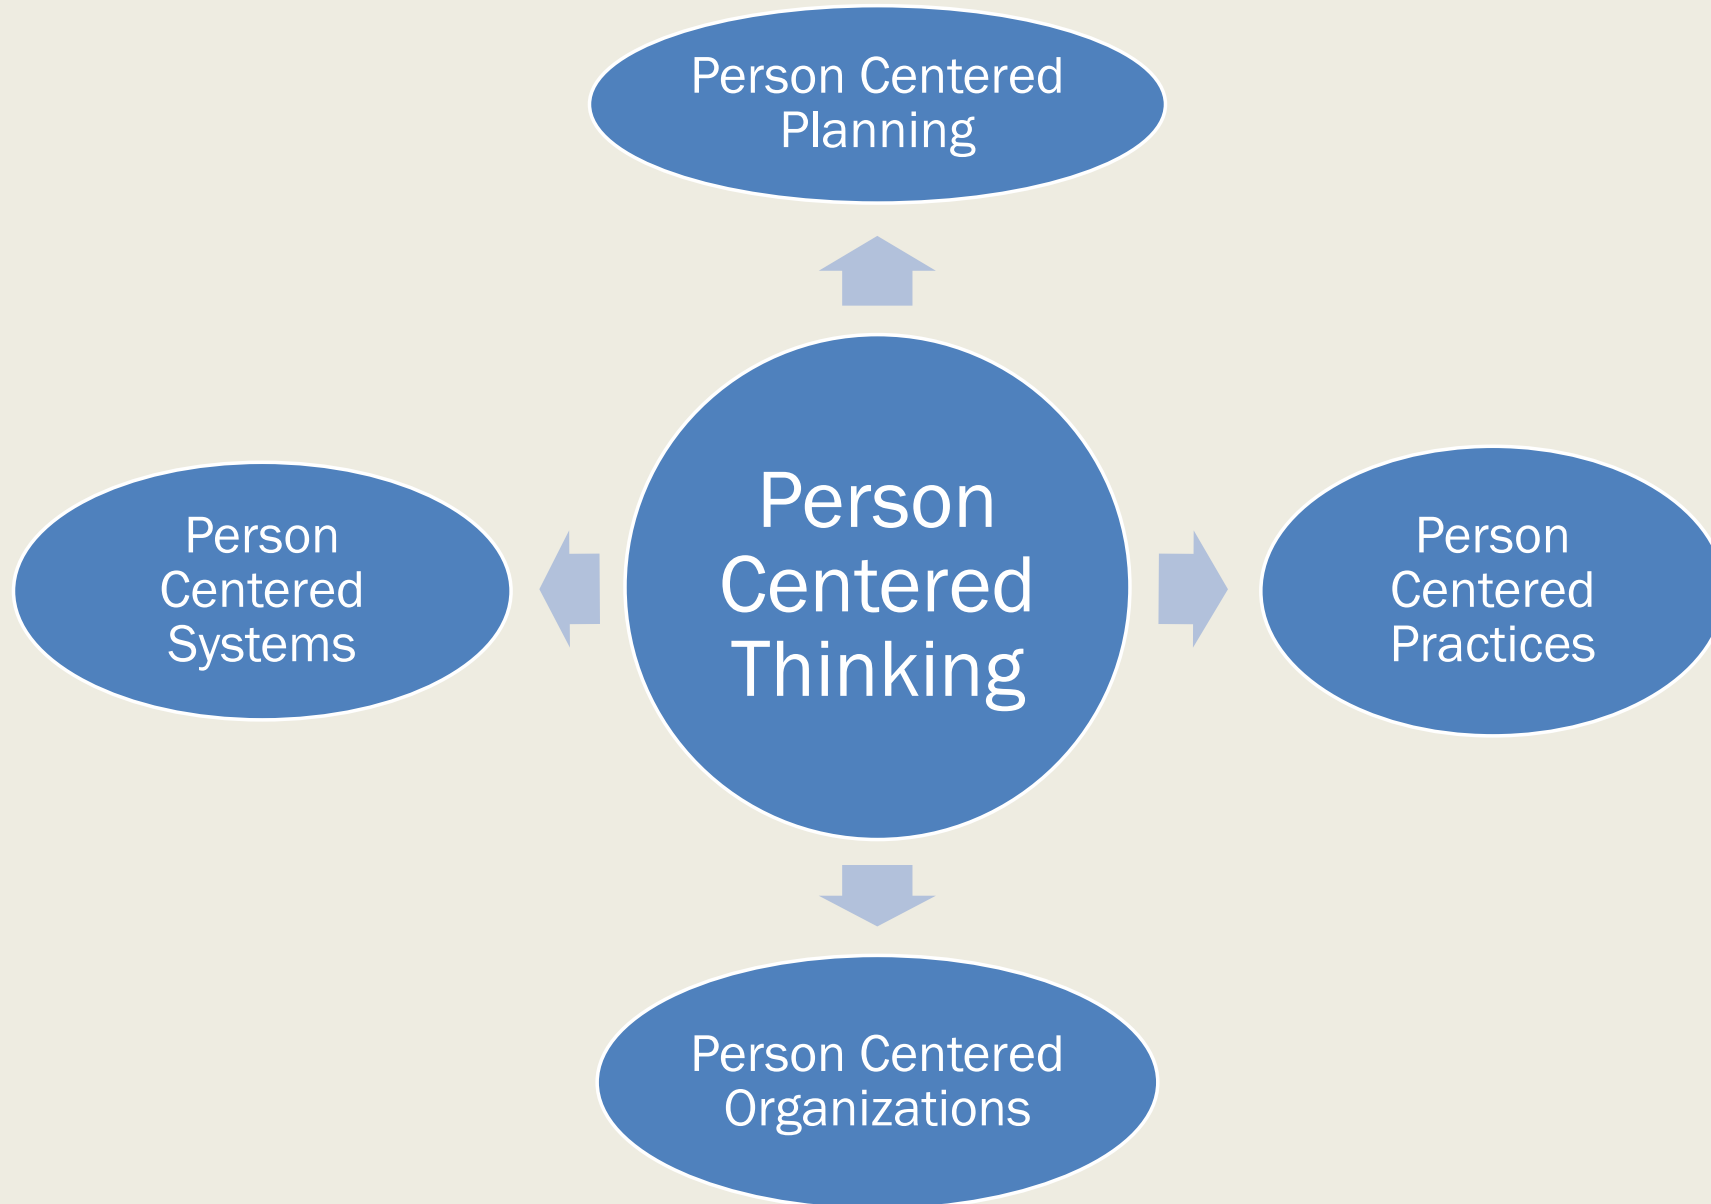 Person Centered
Planning
Person
Centered
Systems
Person
Centered
Thinking
Person
Centered
Practices
Person Centered
Organizations